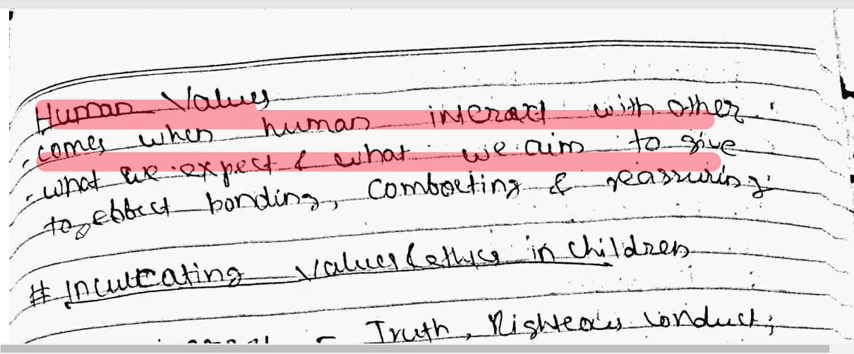 Human Values
- comes when human interact with other.
- what we expect & what we aim to give
to effect bonding, comforting & reassuring.
# Inculcating values & ethics in children
- Truth, Righteous conduct;